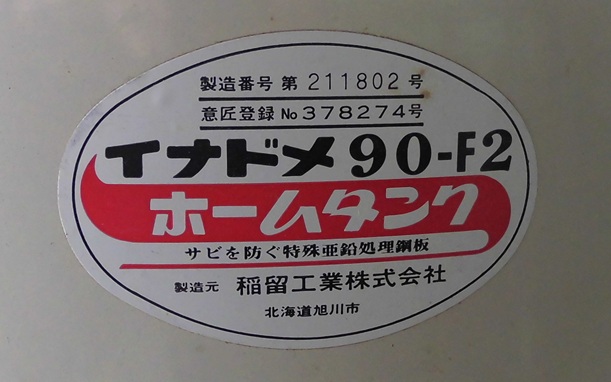 製造番号 第 211802 号
意匠登録 No 378274号
イナドメ 90-F2
ホームタンク
サビを防ぐ特殊亜鉛処理鋼板
製造元 稲留工業株式会社
北海道旭川市